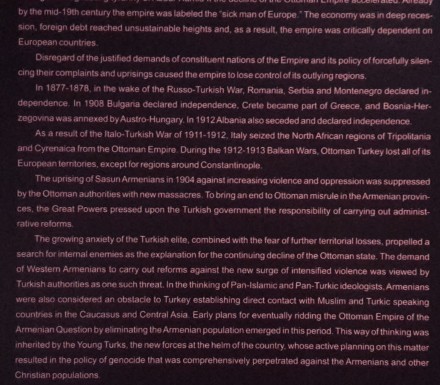 by the mid-19th century the empire was labeled the “sick man of Europe.” The economy was in deep reces-
sion, foreign debt reached unsustainable heights and, as a result, the empire was critically dependent on
European countries.
Disregard of the justified demands of constituent nations of the Empire and its policy of forcefully silen-
cing their complaints and uprisings caused the empire to lose control of its outlying regions.
In 1877-1878, in the wake of the Russo-Turkish War, Romania, Serbia and Montenegro declared in-
dependence. In 1908 Bulgaria declared independence, Crete became part of Greece, and Bosnia-Her-
zegovina was annexed by Austro-Hungary. In 1912 Albania also seceded and declared independence.
As a result of the Italo-Turkish War of 1911-1912, Italy seized the North African regions of Tripolitania
and Cyrenaica from the Ottoman Empire. During the 1912-1913 Balkan Wars, Ottoman Turkey lost all of its
European territories, except for regions around Constantinople.
The uprising of Sasun Armenians in 1904 against increasing violence and oppression was suppressed
by the Ottoman authorities with new massacres. To bring an end to Ottoman misrule in the Armenian provin-
ces, the Great Powers pressed upon the Turkish government the responsibility of carrying out administ-
rative reforms.
The growing anxiety of the Turkish elite, combined with the fear of further territorial losses, propelled a
search for internal enemies as the explanation for the continuing decline of the Ottoman state. The demand
of Western Armenians to carry out reforms against the new surge of intensified violence was viewed by
Turkish authorities as one such threat. In the thinking of Pan-Islamic and Pan-Turkic ideologists, Armenians
were also considered an obstacle to Turkey establishing direct contact with Muslim and Turkic speaking
countries in the Caucasus and Central Asia. Early plans for eventually ridding the Ottoman Empire of the
Armenian Question by eliminating the Armenian population emerged in this period. This way of thinking was
inherited by the Young Turks, the new forces at the helm of the country, whose active planning on this matter
resulted in the policy of genocide that was comprehensively perpetrated against the Armenians and other
Christian populations.